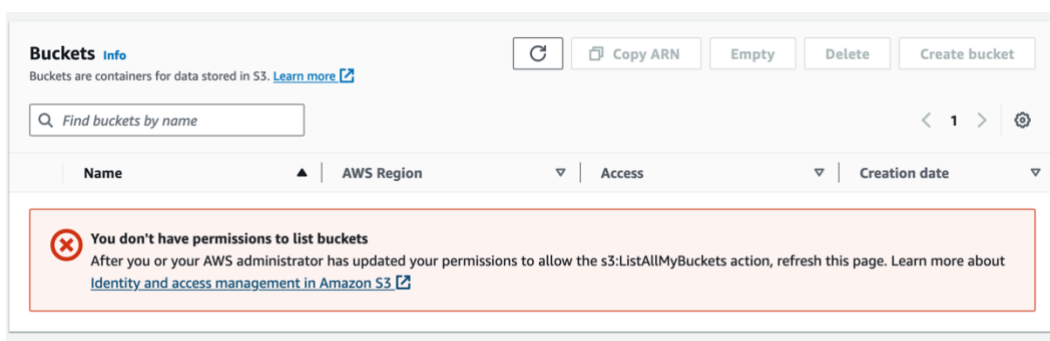 Buckets Info
Buckets are containers for data stored in S3. Learn more
Copy ARN
Empty
Delete
Create bucket
Find buckets by name
1
Name
AWS Region
Access
Creation date
You don't have permissions to list buckets
After you or your AWS administrator has updated your permissions to allow the s3:ListAllMyBuckets action, refresh this page. Learn more about
Identity and access management in Amazon S3